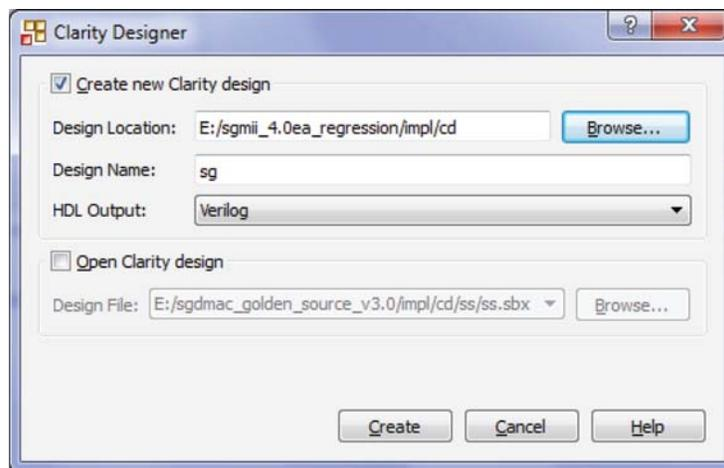 Clarity Designer
Create new Clarity design
Design Location: E:/sgmii_4.0ea_regression/impl/cd Browse...
Design Name: sg
HDL Output: Verilog
Open Clarity design
Design File: E:/sgdmac_golden_source_v3.0/impl/cd/ss/ss.sbx Browse...
Create Cancel Help